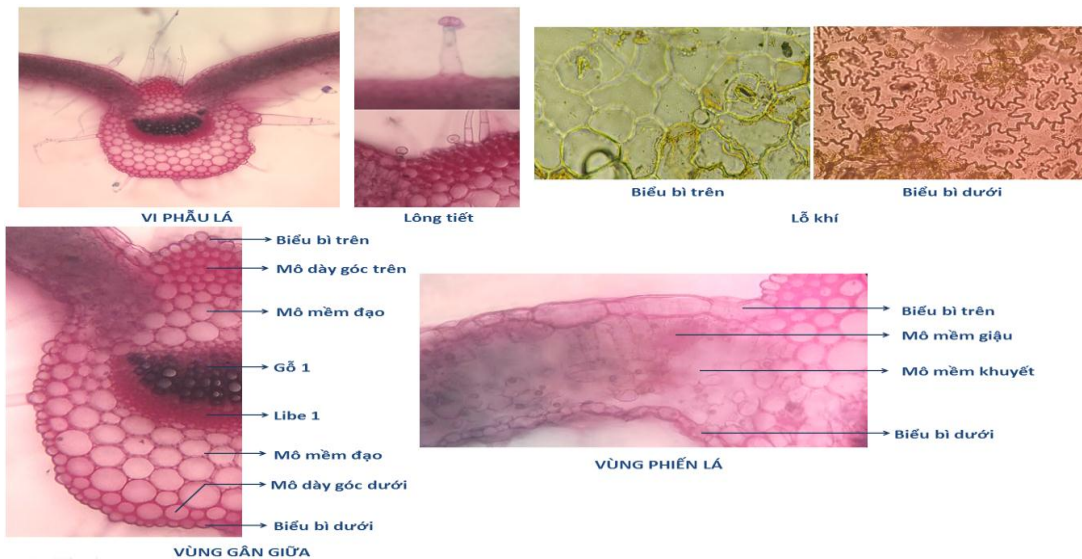 Biểu bì trên
Biểu bì dưới
VI PHẪU LÁ
Lông tiết
Lỗ khí
Biểu bì trên
Mô dày góc trên
Mô mềm đạo
Gỗ 1
Libe 1
Mô mềm đạo
Mô dày góc dưới
Biểu bì dưới
VÙNG GÂN GIỮA
Biểu bì trên
Mô mềm giậu
Mô mềm khuyết
Biểu bì dưới
VÙNG PHIẾN LÁ